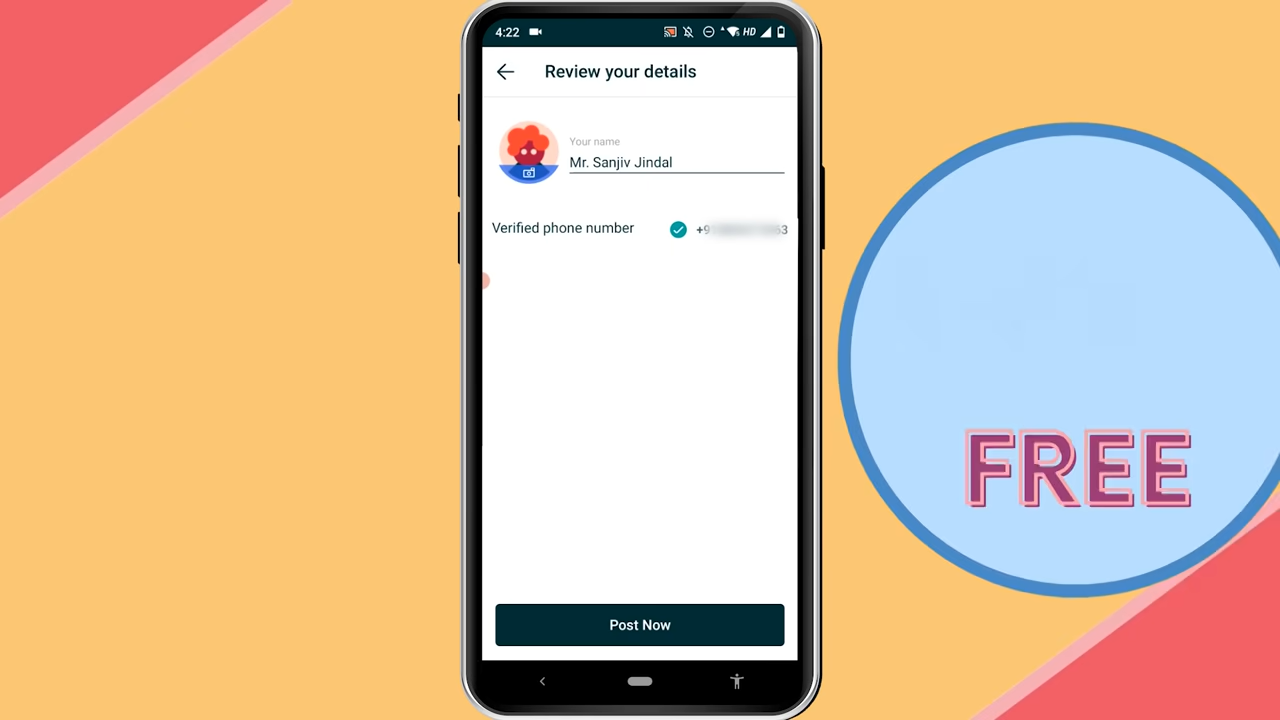 4:22 HD
Review your details
Your name
Mr. Sanjiv Jindal
Verified phone number
FREE
Post Now